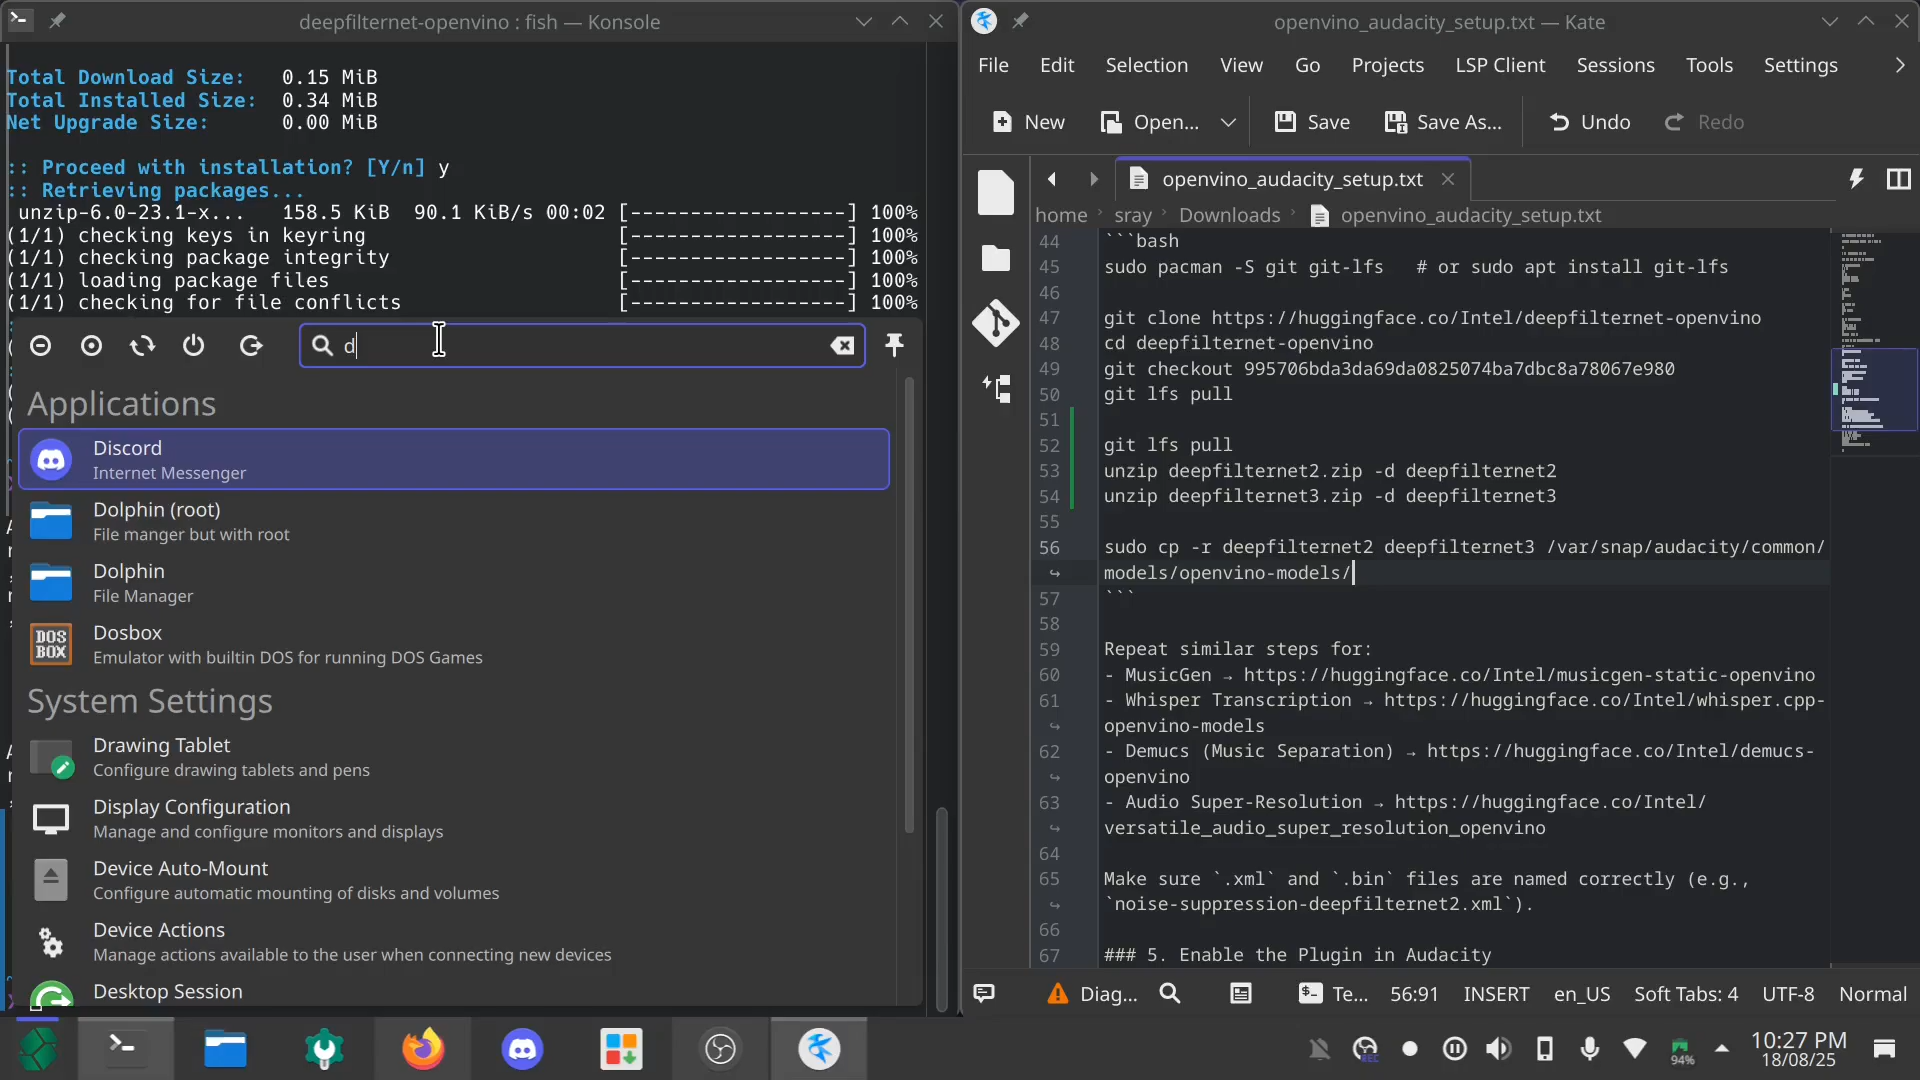 deepfilternet-openvino : fish — Konsole
Total Download Size: 0.15 MiB
Total Installed Size: 0.34 MiB
Net Upgrade Size: 0.00 MiB
:: Proceed with installation? [Y/n] y
:: Retrieving packages...
unzip-6.0-23.1-x... 158.5 KiB 90.1 KiB/s 00:02 [------------------] 100%
(1/1) checking keys in keyring [------------------] 100%
(1/1) checking package integrity [------------------] 100%
(1/1) loading package files [------------------] 100%
(1/1) checking for file conflicts [------------------] 100%
d
Applications
Discord
Internet Messenger
Dolphin (root)
File manger but with root
Dolphin
File Manager
DOS BOX
Dosbox
Emulator with builtin DOS for running DOS Games
System Settings
Drawing Tablet
Configure drawing tablets and pens
Display Configuration
Manage and configure monitors and displays
Device Auto-Mount
Configure automatic mounting of disks and volumes
Device Actions
Manage actions available to the user when connecting new devices
Desktop Session
openvino_audacity_setup.txt — Kate
File Edit Selection View Go Projects LSP Client Sessions Tools Settings
New Open... Save Save As... Undo Redo
openvino_audacity_setup.txt
home sray Downloads openvino_audacity_setup.txt
44 ```bash
45 sudo pacman -S git git-lfs # or sudo apt install git-lfs
46
47 git clone https://huggingface.co/Intel/deepfilternet-openvino
48 cd deepfilternet-openvino
49 git checkout 995706bda3da69da0825074ba7dbc8a78067e980
50 git lfs pull
51
52 git lfs pull
53 unzip deepfilternet2.zip -d deepfilternet2
54 unzip deepfilternet3.zip -d deepfilternet3
55
56 sudo cp -r deepfilternet2 deepfilternet3 /var/snap/audacity/common/
models/openvino-models/
57 ```
58
59 Repeat similar steps for:
60 - MusicGen → https://huggingface.co/Intel/musicgen-static-openvino
61 - Whisper Transcription → https://huggingface.co/Intel/whisper.cpp-
openvino-models
62 - Demucs (Music Separation) → https://huggingface.co/Intel/demucs-
openvino
63 - Audio Super-Resolution → https://huggingface.co/Intel/
versatile_audio_super_resolution_openvino
64
65 Make sure `.xml` and `.bin` files are named correctly (e.g.,
`noise-suppression-deepfilternet2.xml`).
66
67 ### 5. Enable the Plugin in Audacity
Diag... Te... 56:91 INSERT en_US Soft Tabs: 4 UTF-8 Normal
REC
94%
10:27 PM
18/08/25